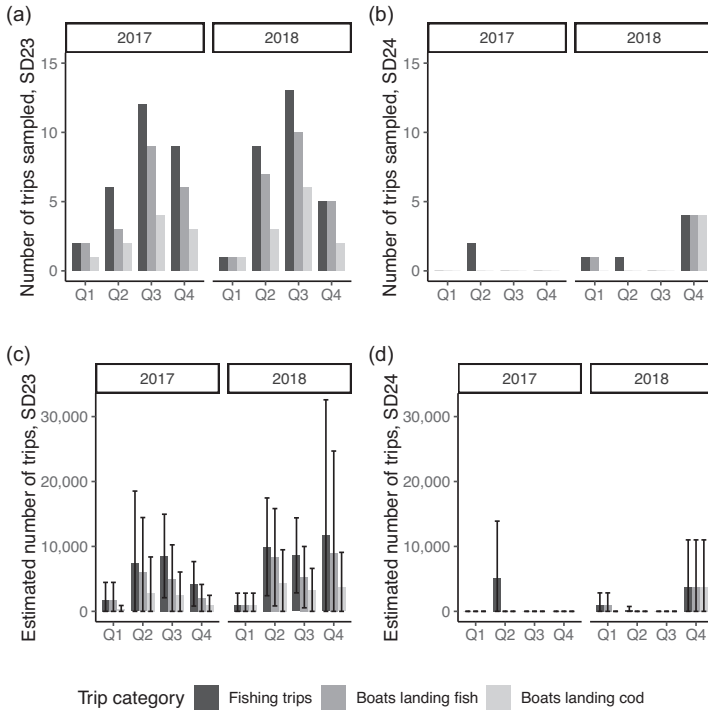 (a)
(b)
2017
2018
2017
2018
Number of trips sampled, SD23
15
10
5
0
Q1 Q2 Q3 Q4 Q1 Q2 Q3 Q4
Number of trips sampled, SD24
15
10
5
0
Q1 Q2 Q3 Q4 Q1 Q2 Q3 Q4
(c)
(d)
2017
2018
2017
2018
Estimated number of trips, SD23
30,000
20,000
10,000
0
Q1 Q2 Q3 Q4 Q1 Q2 Q3 Q4
Estimated number of trips, SD24
30,000
20,000
10,000
0
Q1 Q2 Q3 Q4 Q1 Q2 Q3 Q4
Trip category Fishing trips Boats landing fish Boats landing cod